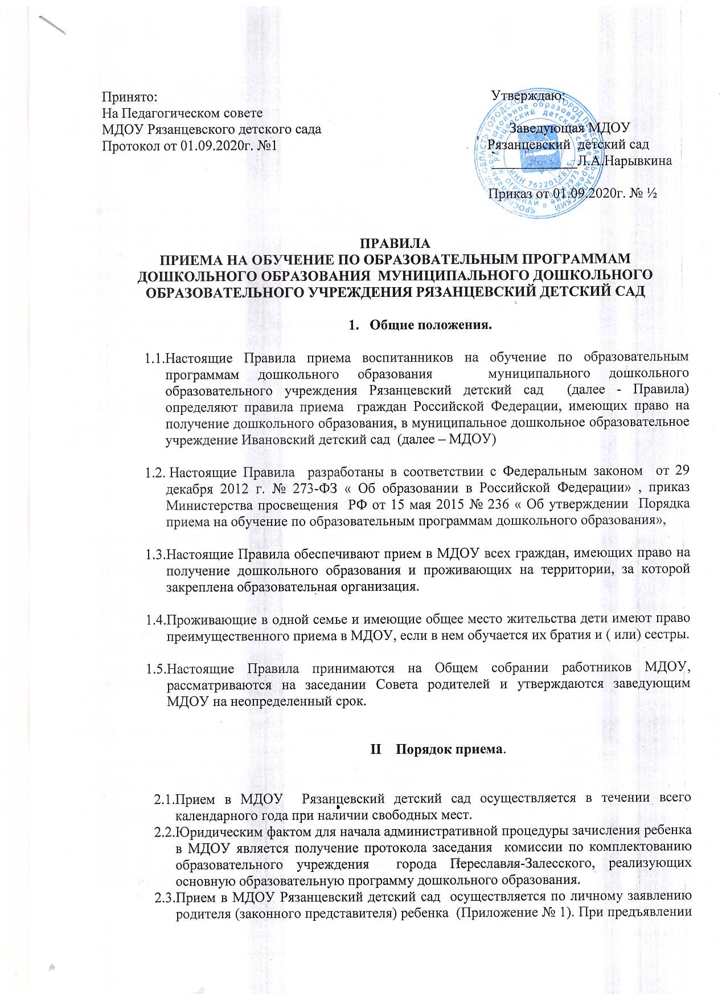 Принято:
На Педагогическом совете
МДОУ Рязанцевского детского сада
Протокол от 01.09.2020г. №1
Утверждаю:
Заведующая МДОУ
Рязанцевский детский сад
____________Л.А.Нарывкина
Приказ от 01.09.2020г. № ½
ИНН 7622011815
ПРАВИЛА
ПРИЕМА НА ОБУЧЕНИЕ ПО ОБРАЗОВАТЕЛЬНЫМ ПРОГРАММАМ
ДОШКОЛЬНОГО ОБРАЗОВАНИЯ МУНИЦИПАЛЬНОГО ДОШКОЛЬНОГО
ОБРАЗОВАТЕЛЬНОГО УЧРЕЖДЕНИЯ РЯЗАНЦЕВСКИЙ ДЕТСКИЙ САД
1. Общие положения.
1.1.Настоящие Правила приема воспитанников на обучение по образовательным
программам дошкольного образования муниципального дошкольного
образовательного учреждения Рязанцевский детский сад (далее - Правила)
определяют правила приема граждан Российской Федерации, имеющих право на
получение дошкольного образования, в муниципальное дошкольное образовательное
учреждение Ивановский детский сад (далее – МДОУ)
1.2. Настоящие Правила разработаны в соответствии с Федеральным законом от 29
декабря 2012 г. № 273-ФЗ « Об образовании в Российской Федерации» , приказ
Министерства просвещения РФ от 15 мая 2015 № 236 « Об утверждении Порядка
приема на обучение по образовательным программам дошкольного образования»,
1.3.Настоящие Правила обеспечивают прием в МДОУ всех граждан, имеющих право на
получение дошкольного образования и проживающих на территории, за которой
закреплена образовательная организация.
1.4.Проживающие в одной семье и имеющие общее место жительства дети имеют право
преимущественного приема в МДОУ, если в нем обучается их братия и ( или) сестры.
1.5.Настоящие Правила принимаются на Общем собрании работников МДОУ,
рассматриваются на заседании Совета родителей и утверждаются заведующим
МДОУ на неопределенный срок.
II Порядок приема.
2.1.Прием в МДОУ Рязанцевский детский сад осуществляется в течении всего
календарного года при наличии свободных мест.
2.2.Юридическим фактом для начала административной процедуры зачисления ребенка
в МДОУ является получение протокола заседания комиссии по комплектованию
образовательного учреждения города Переславля-Залесского, реализующих
основную образовательную программу дошкольного образования.
2.3.Прием в МДОУ Рязанцевский детский сад осуществляется по личному заявлению
родителя (законного представителя) ребенка (Приложение № 1). При предъявлении